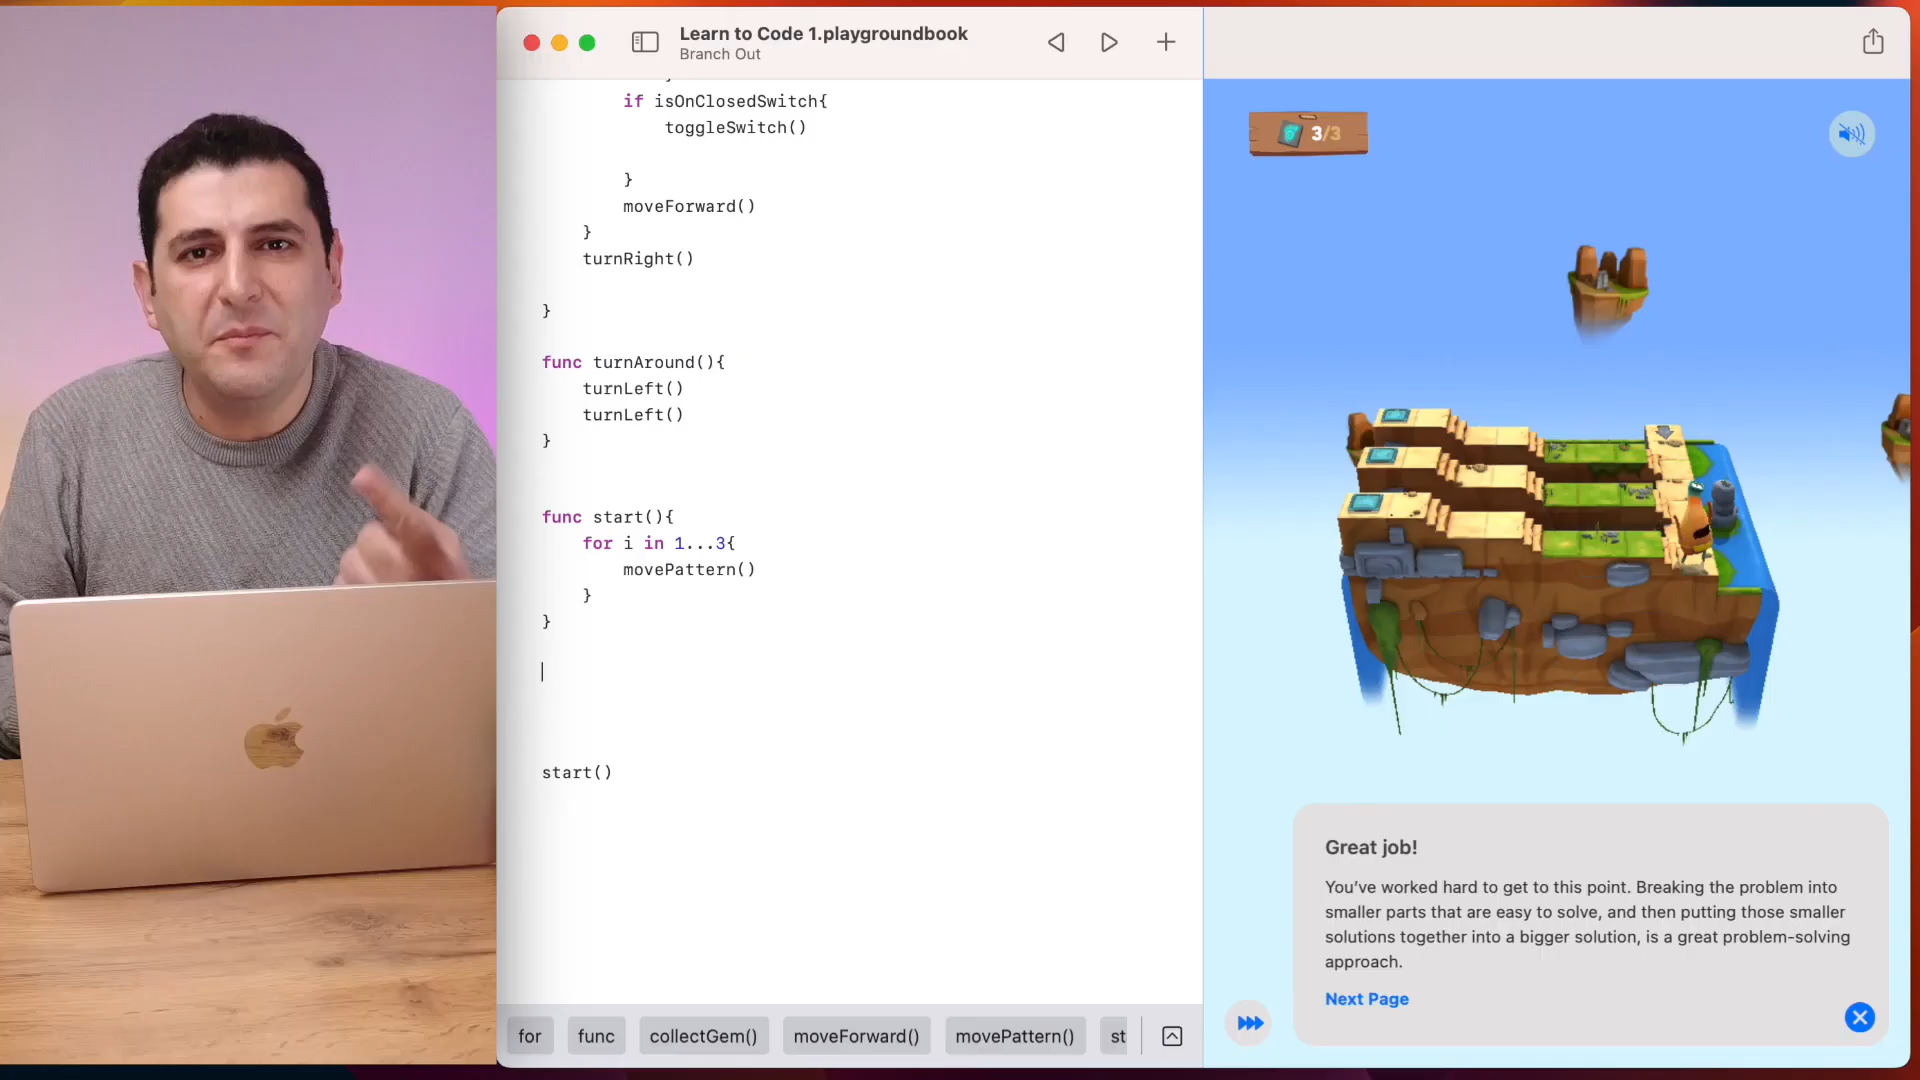 Learn to Code 1.playgroundbook
Branch Out
if isOnClosedSwitch{
toggleSwitch()
}
moveForward()
}
turnRight()
}
func turnAround(){
turnLeft()
turnLeft()
}
func start(){
for i in 1...3{
movePattern()
}
}
start()
for func collectGem() moveForward() movePattern() st
3/3
Great job!
You've worked hard to get to this point. Breaking the problem into
smaller parts that are easy to solve, and then putting those smaller
solutions together into a bigger solution, is a great problem-solving
approach.
Next Page